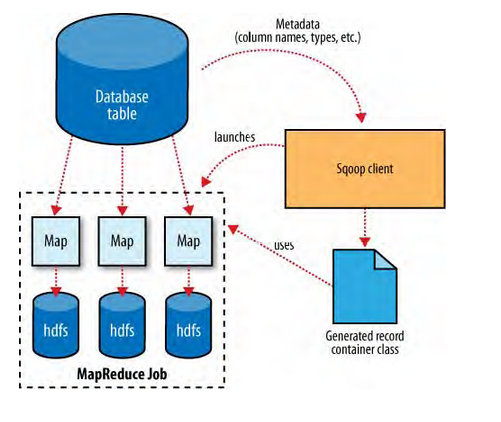 Metadata
(column names, types, etc.)
Database
table
launches
Sqoop client
Map
Map
Map
uses
hdfs
hdfs
hdfs
Generated record
container class
MapReduce Job